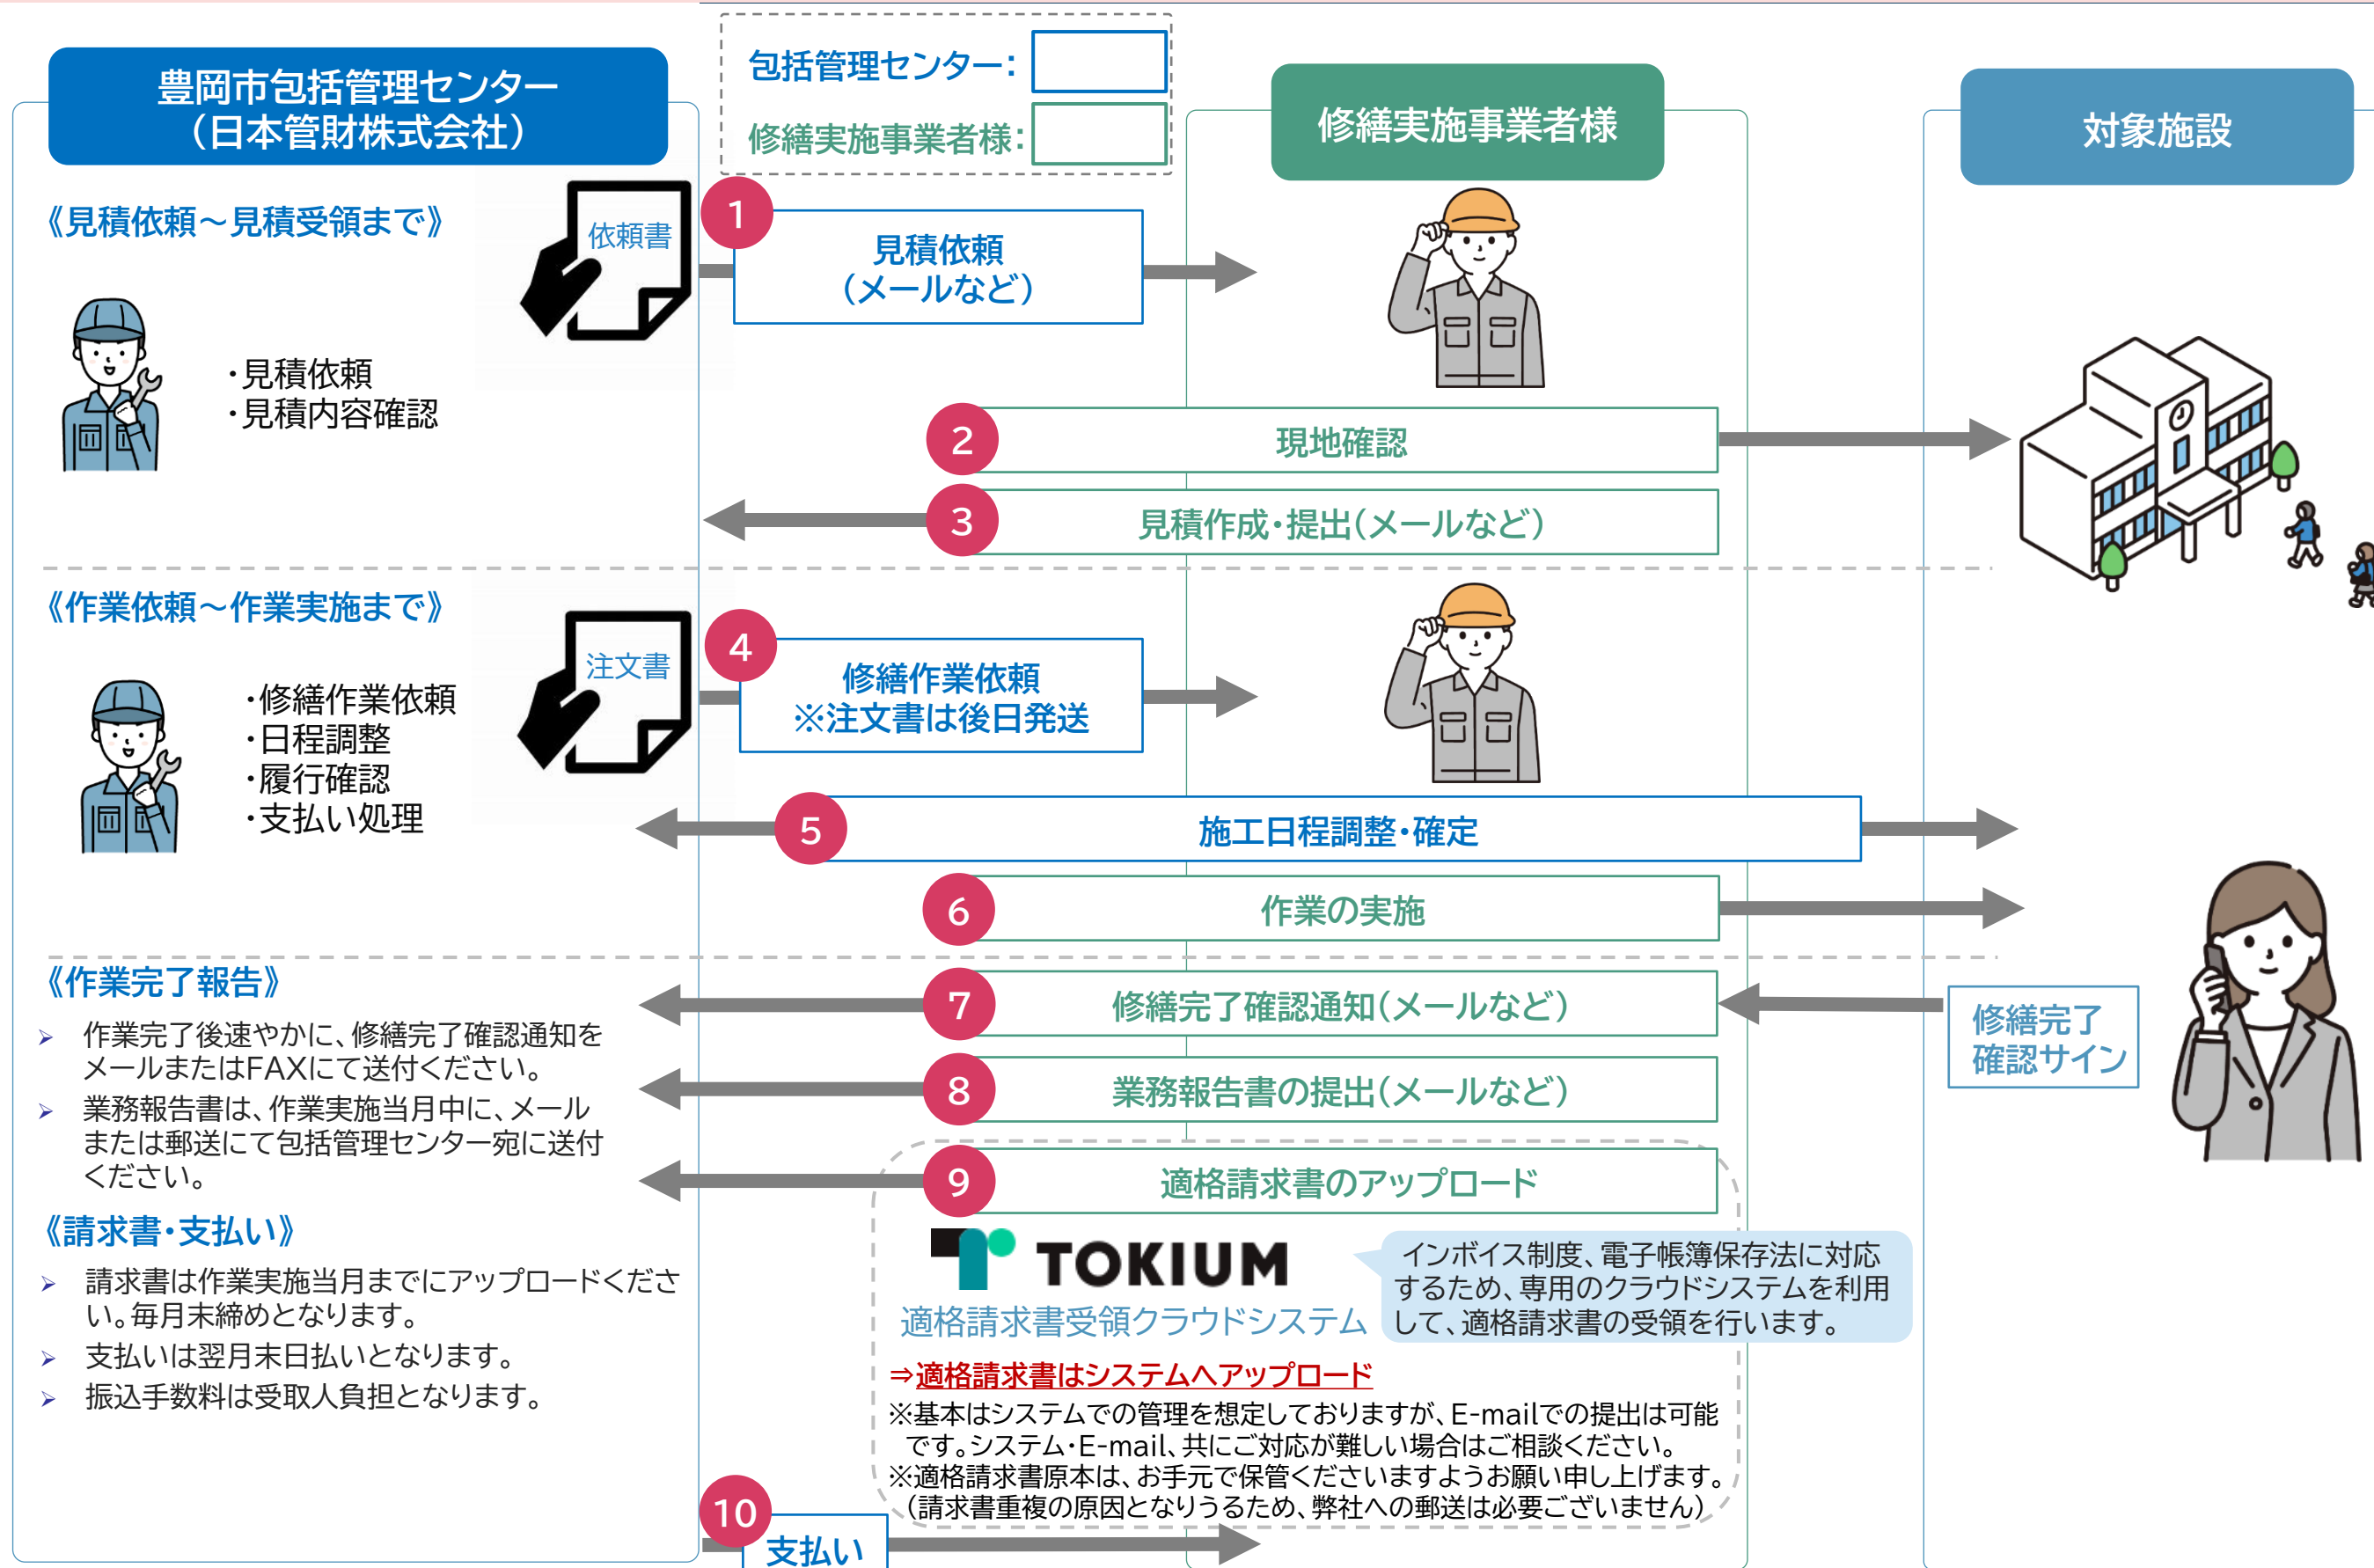 豊岡市包括管理センター
（日本管財株式会社）
包括管理センター：
修繕実施事業者様：
修繕実施事業者様
対象施設
《見積依頼～見積受領まで》
依頼書
1
見積依頼
（メールなど）
・見積依頼
・見積内容確認
2
現地確認
3
見積作成・提出（メールなど）
《作業依頼～作業実施まで》
注文書
4
修繕作業依頼
※注文書は後日発送
・修繕作業依頼
・日程調整
・履行確認
・支払い処理
5
施工日程調整・確定
6
作業の実施
《作業完了報告》
➢ 作業完了後速やかに、修繕完了確認通知を
メールまたはFAXにて送付ください。
➢ 業務報告書は、作業実施当月中に、メール
または郵送にて包括管理センター宛に送付
ください。
7
修繕完了確認通知（メールなど）
修繕完了
確認サイン
8
業務報告書の提出（メールなど）
9
適格請求書のアップロード
《請求書・支払い》
➢ 請求書は作業実施当月までにアップロードくださ
い。毎月末締めとなります。
➢ 支払いは翌月末日払いとなります。
➢ 振込手数料は受取人負担となります。
TOKIUM
適格請求書受領クラウドシステム
インボイス制度、電子帳簿保存法に対応
するため、専用のクラウドシステムを利用
して、適格請求書の受領を行います。
⇒適格請求書はシステムへアップロード
※基本はシステムでの管理を想定しておりますが、E-mailでの提出は可能
です。システム・E-mail、共にご対応が難しい場合はご相談ください。
※適格請求書原本は、お手元で保管くださいますようお願い申し上げます。
（請求書重複の原因となりうるため、弊社への郵送は必要ございません）
10
支払い